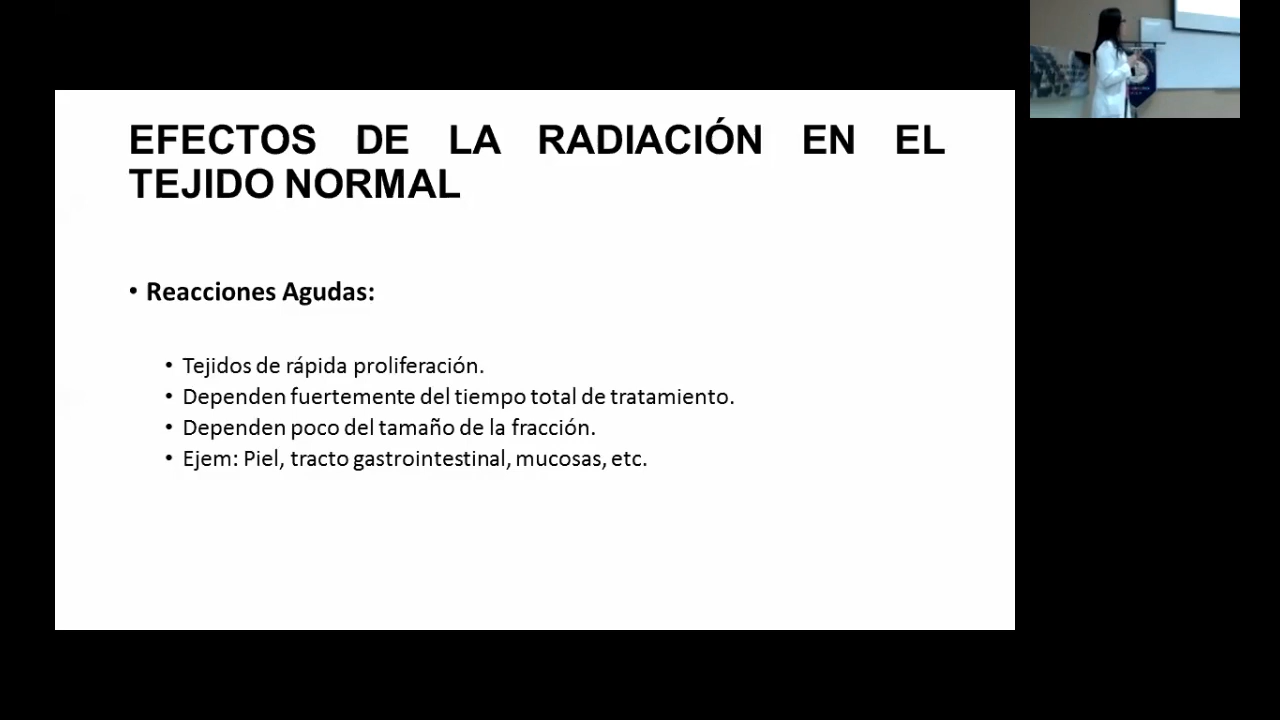 EFECTOS DE LA RADIACIÓN EN EL
TEJIDO NORMAL
• Reacciones Agudas:
• Tejidos de rápida proliferación.
• Dependen fuertemente del tiempo total de tratamiento.
• Dependen poco del tamaño de la fracción.
• Ejem: Piel, tracto gastrointestinal, mucosas, etc.